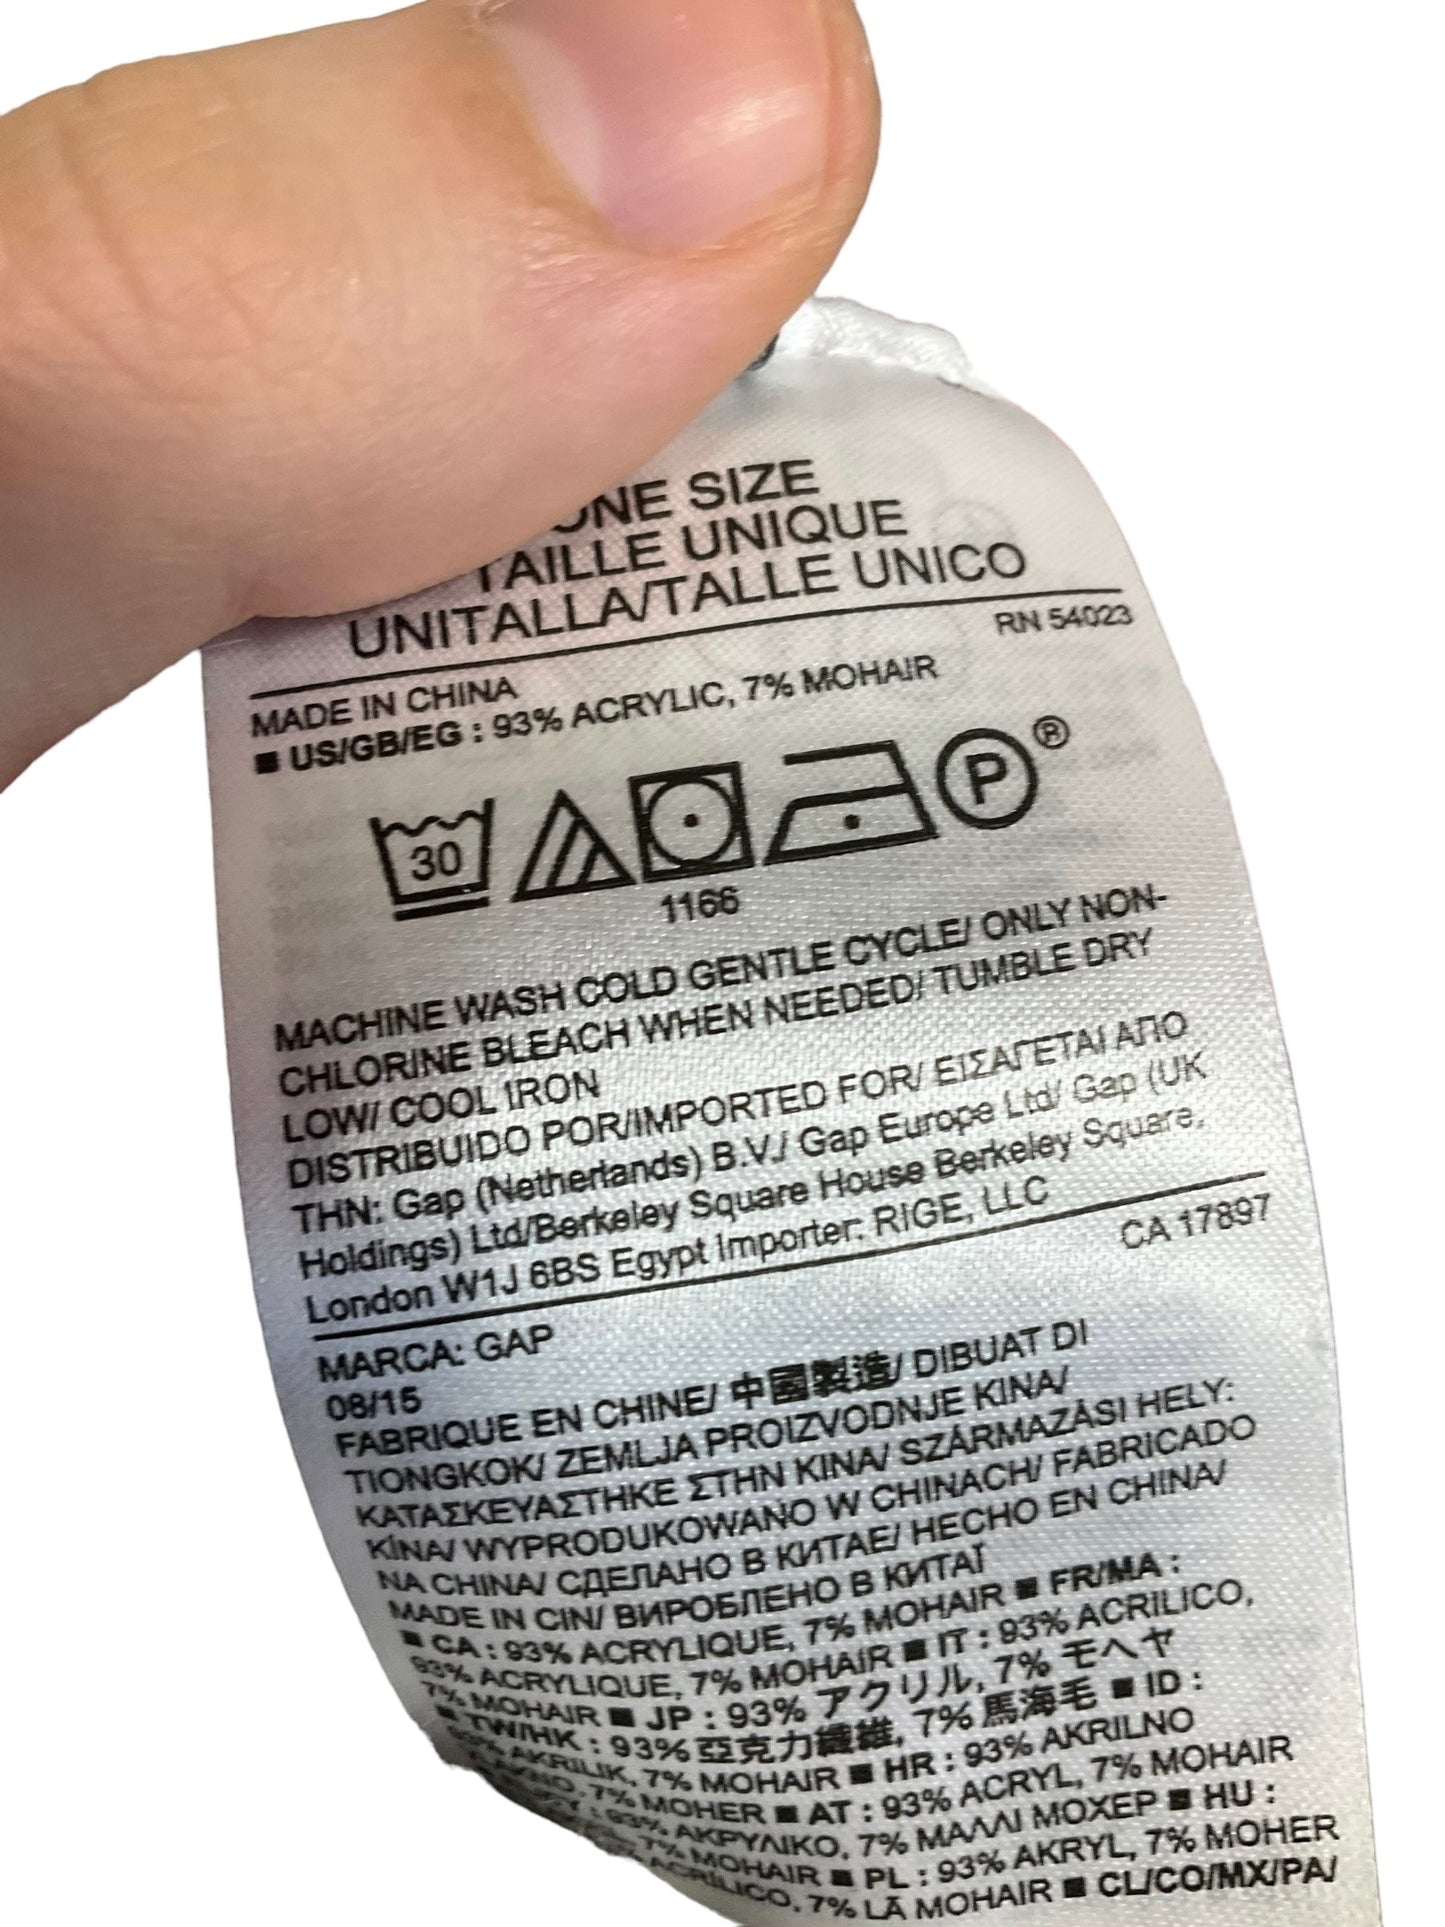 ONE SIZE
TAILLE UNIQUE
UNITALLA/TALLE UNICO
RN 54023
MADE IN CHINA
■ US/GB/EG : 93% ACRYLIC, 7% MOHAIR
30
P®
1166
MACHINE WASH COLD GENTLE CYCLE/ ONLY NON-
CHLORINE BLEACH WHEN NEEDED/ TUMBLE DRY
LOW/ COOL IRON
DISTRIBUIDO POR/IMPORTED FOR/ ΕΙΣΑΓΕΤΑΙ ΑΠΟ
THN: Gap (Netherlands) B.V./ Gap Europe Ltd/ Gap (UK
Holdings) Ltd/Berkeley Square House Berkeley Square,
London W1J 6BS Egypt Importer: RIGE, LLC
CA 17897
MARCA: GAP
08/15
FABRIQUE EN CHINE/ 中國製造/ DIBUAT DI
TIONGKOK/ ZEMLJA PROIZVODNJE KINA/
ΚΑΤΑΣΚΕΥΑΣΤΗΚΕ ΣΤΗΝ ΚΙΝΑ/ SZÁRMAZÁSI HELY:
KÍNA/ WYPRODUKOWANO W CHINACH/ FABRICADO
NA CHINA/ СДЕЛАНО В КИТАЕ/ HECHO EN CHINA/
MADE IN CIN/ ВИРОБЛЕНО В КИТАЇ
■ CA : 93% ACRYLIQUE, 7% MOHAIR ■ FR/MA :
93% ACRYLIQUE, 7% MOHAIR ■ IT : 93% ACRILICO,
7% MOHAIR ■ JP : 93% アクリル, 7% モヘヤ
■ TW/HK : 93% 亞克力纖維, 7% 馬海毛 ■ ID :
93% AKRILIK, 7% MOHAIR ■ HR : 93% AKRILNO
7% MOHER ■ AT : 93% ACRYL, 7% MOHAIR
93% ΑΚΡΥΛΙΚΟ, 7% ΜΑΛΛΙ ΜΟΧΕΡ ■ HU :
7% MOHAIR ■ PL : 93% AKRYL, 7% MOHER
ACRÍLICO, 7% LÃ MOHAIR ■ CL/CO/MX/PA/